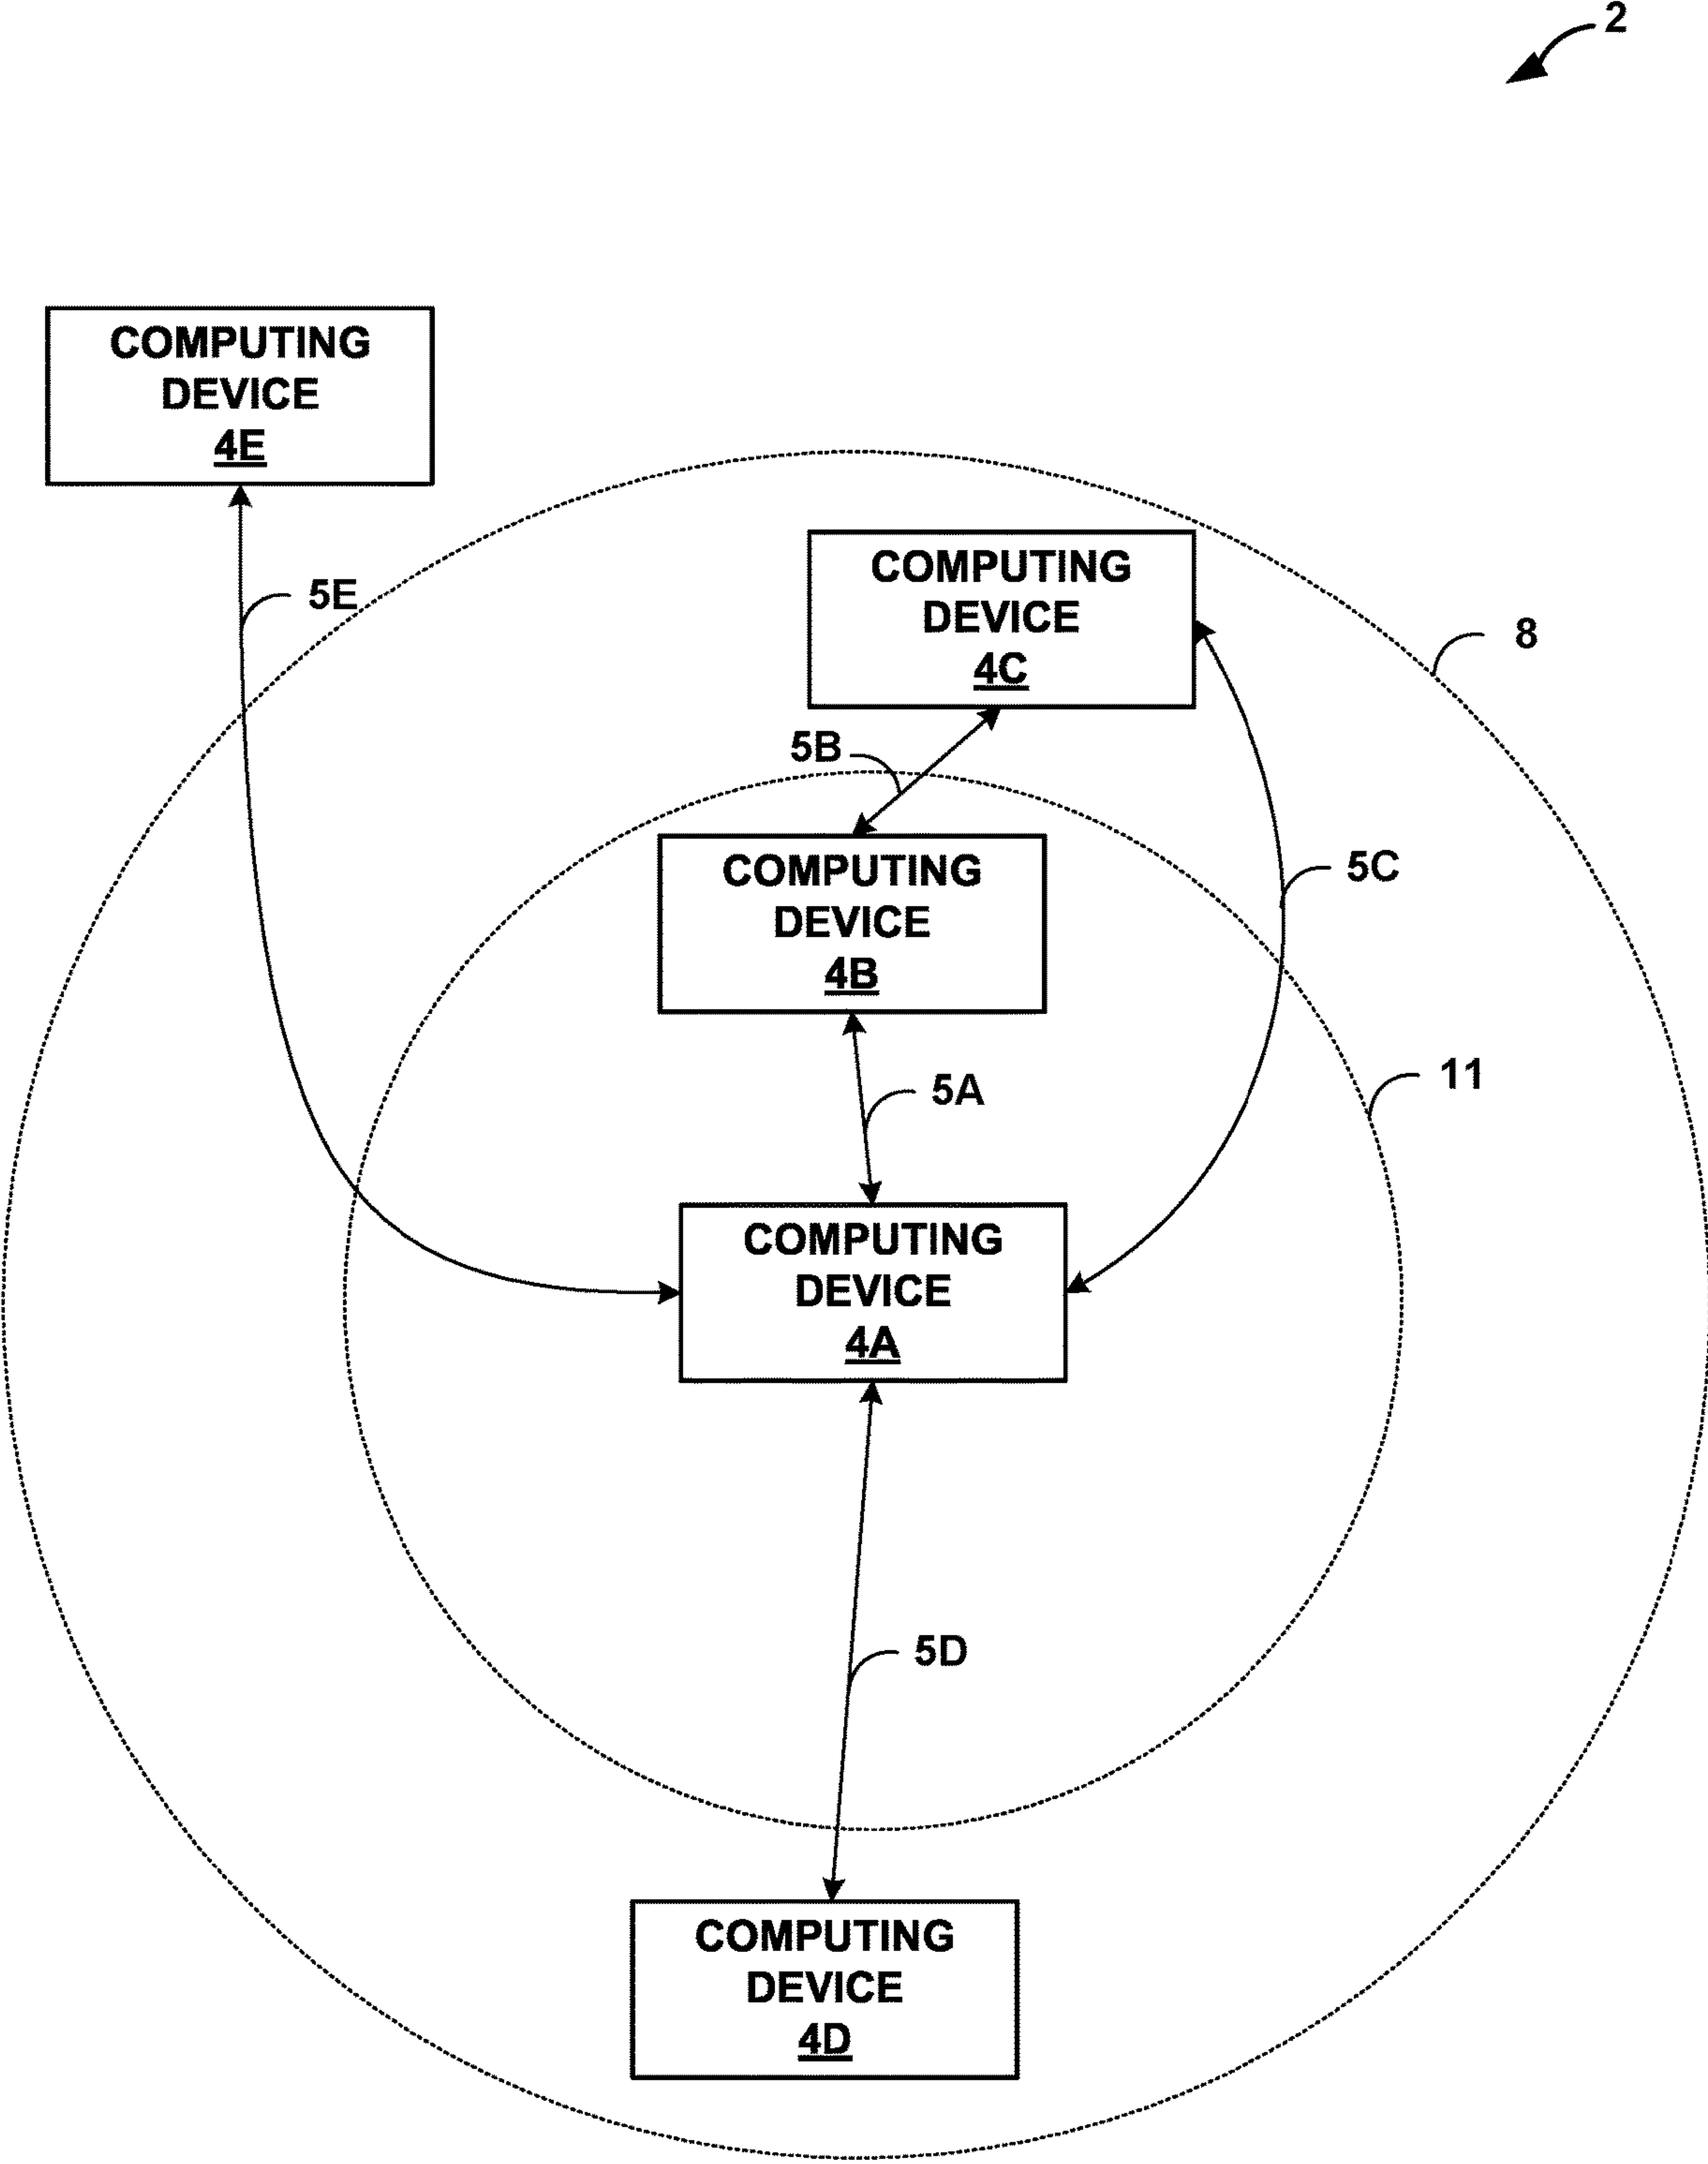 2
COMPUTING
DEVICE
4E
5E
COMPUTING
DEVICE
4C
8
5B
COMPUTING
DEVICE
4B
5C
11
5A
COMPUTING
DEVICE
4A
5D
COMPUTING
DEVICE
4D